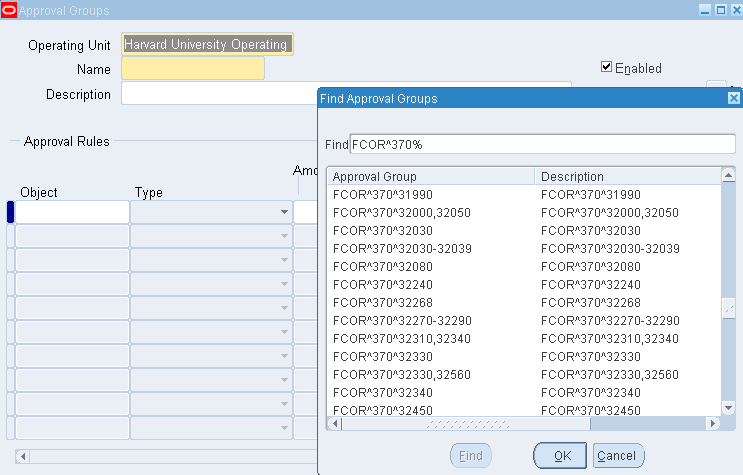 Approval Groups
Operating Unit Harvard University Operating
Name
Enabled
Description
Find Approval Groups
Approval Rules
Find FCOR^370%
Object Type
Approval Group Description
FCOR^370^31990 FCOR^370^31990
FCOR^370^32000,32050 FCOR^370^32000,32050
FCOR^370^32030 FCOR^370^32030
FCOR^370^32030-32039 FCOR^370^32030-32039
FCOR^370^32080 FCOR^370^32080
FCOR^370^32240 FCOR^370^32240
FCOR^370^32268 FCOR^370^32268
FCOR^370^32270-32290 FCOR^370^32270-32290
FCOR^370^32310,32340 FCOR^370^32310,32340
FCOR^370^32330 FCOR^370^32330
FCOR^370^32330,32560 FCOR^370^32330,32560
FCOR^370^32340 FCOR^370^32340
FCOR^370^32450 FCOR^370^32450
Find OK Cancel